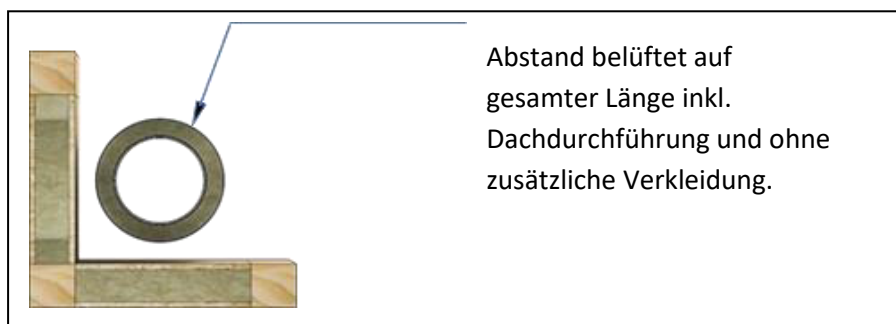 Abstand belüftet auf
gesamter Länge inkl.
Dachdurchführung und ohne
zusätzliche Verkleidung.